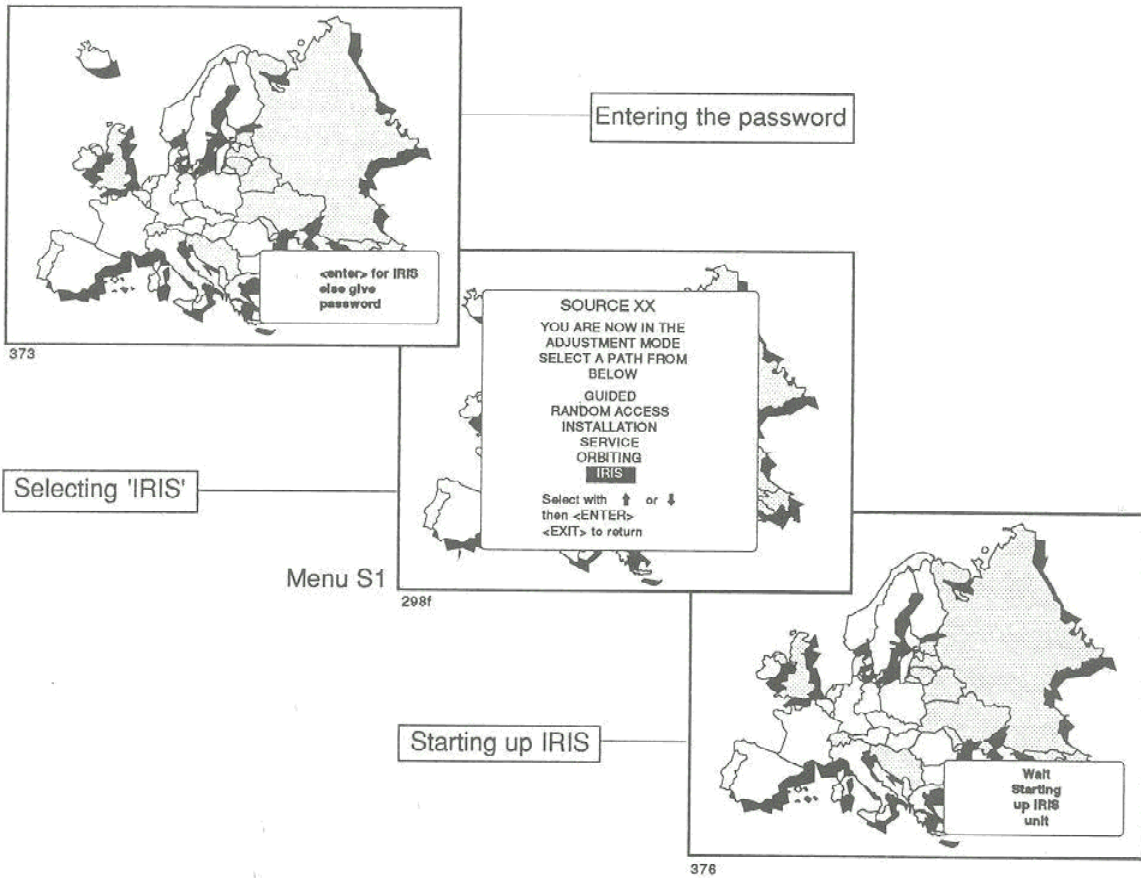 Entering the password
<enter> for IRIS
else give
password
373
SOURCE XX
YOU ARE NOW IN THE
ADJUSTMENT MODE
SELECT A PATH FROM
BELOW
GUIDED
RANDOM ACCESS
INSTALLATION
SERVICE
ORBITING
IRIS
Select with ⬆ or ⬇
then <ENTER>
<EXIT> to return
Selecting 'IRIS'
Menu S1
298f
Starting up IRIS
Wait
Starting
up IRIS
unit
376